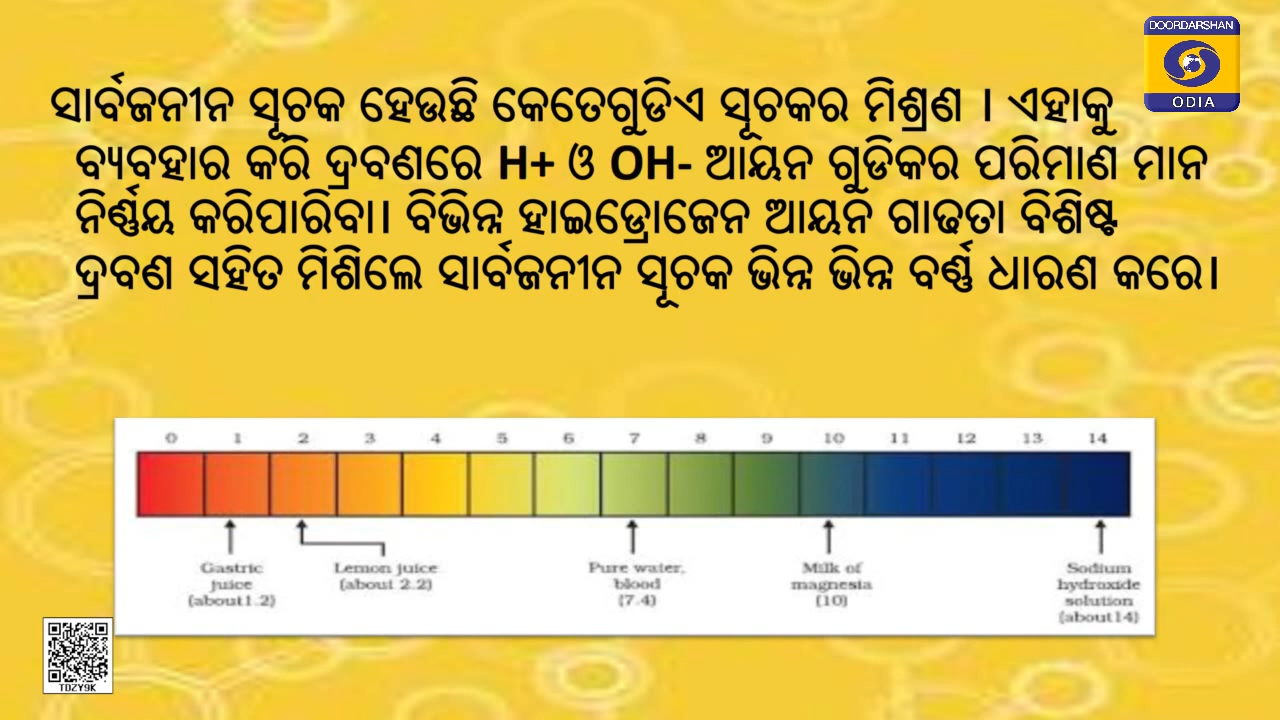 DOORDARSHAN
ODIA
ସାର୍ବଜନୀନ ସୂଚକ ହେଉଛି କେତେଗୁଡିଏ ସୂଚକର ମିଶ୍ରଣ । ଏହାକୁ
ବ୍ୟବହାର କରି ଦ୍ରବଣରେ H+ ଓ OH- ଆୟନ ଗୁଡିକର ପରିମାଣ ମାନ
ନିର୍ଣ୍ଣୟ କରିପାରିବା। ବିଭିନ୍ନ ହାଇଡ୍ରୋଜେନ ଆୟନ ଗାଢତା ବିଶିଷ୍ଟ
ଦ୍ରବଣ ସହିତ ମିଶିଲେ ସାର୍ବଜନୀନ ସୂଚକ ଭିନ୍ନ ଭିନ୍ନ ବର୍ଣ୍ଣ ଧାରଣ କରେ।
0 1 2 3 4 5 6 7 8 9 10 11 12 13 14
Gastric
juice
(about1.2)
Lemon juice
(about 2.2)
Pure water,
blood
(7.4)
Milk of
magnesia
(10)
Sodium
hydroxide
solution
(about14)
TDZY9K